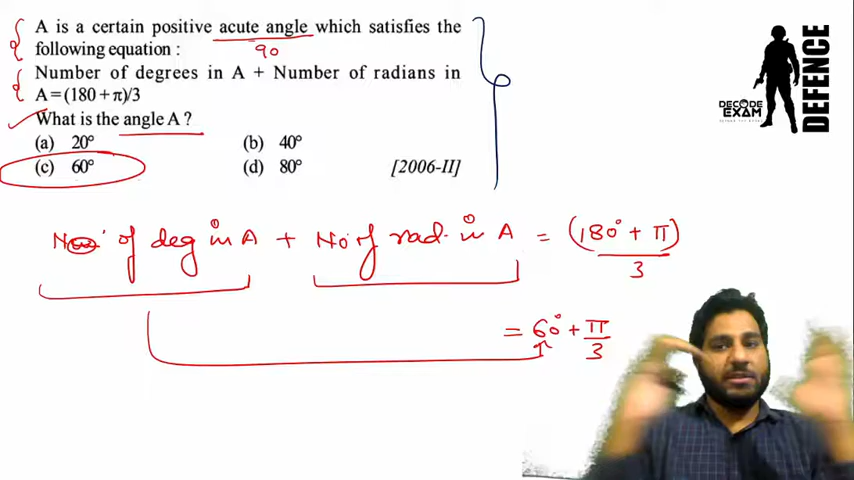 A is a certain positive acute angle which satisfies the
following equation :
90
Number of degrees in A + Number of radians in
A = (180 + π)/3
What is the angle A ?
(a) 20° (b) 40°
(c) 60° (d) 80° [2006-II]
DECODE
EXAM
DEFENCE
of deg in A + No of rad. in A = (180° + π)
3
= 60° + π
3